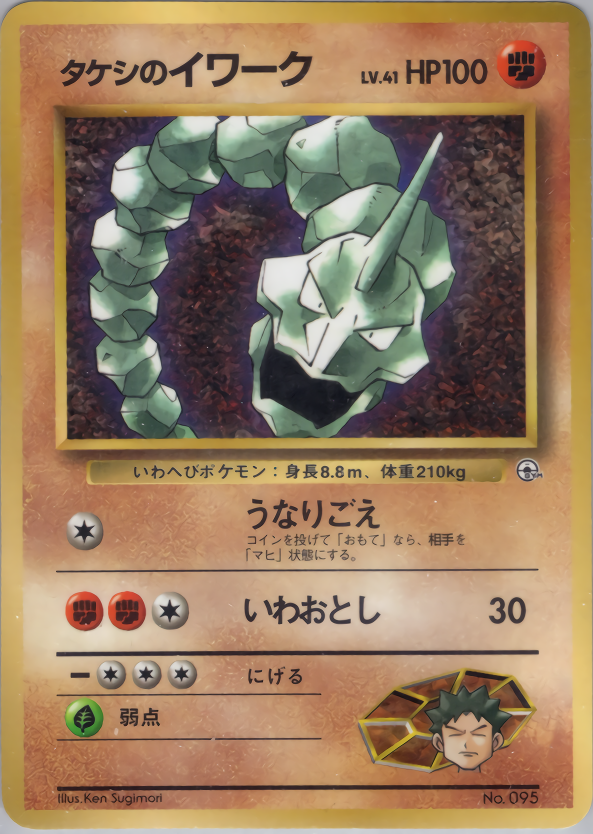 タケシのイワーク LV.41 HP100
いわへびポケモン：身長8.8m、体重210kg
GYM
うなりごえ
コインを投げて「おもて」なら、相手を
「マヒ」状態にする。
いわおとし 30
にげる
弱点
Illus.Ken Sugimori No. 095